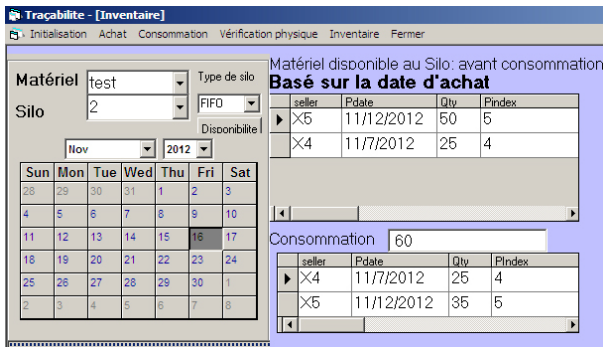 Traçabilite - [Inventaire]
Initialisation Achat Consommation Vérification physique Inventaire Fermer
Matériel test Type de silo
Silo 2 FIFO
Disponibilite
Nov 2012
Sun Mon Tue Wed Thu Fri Sat
28 29 30 31 1 2 3
4 5 6 7 8 9 10
11 12 13 14 15 16 17
18 19 20 21 22 23 24
25 26 27 28 29 30 1
2 3 4 5 6 7 8
Matériel disponible au Silo: avant consommation
Basé sur la date d'achat
seller Pdate Qty Pindex
X5 11/12/2012 50 5
X4 11/7/2012 25 4
Consommation 60
seller Pdate Qty PIndex
X4 11/7/2012 25 4
X5 11/12/2012 35 5